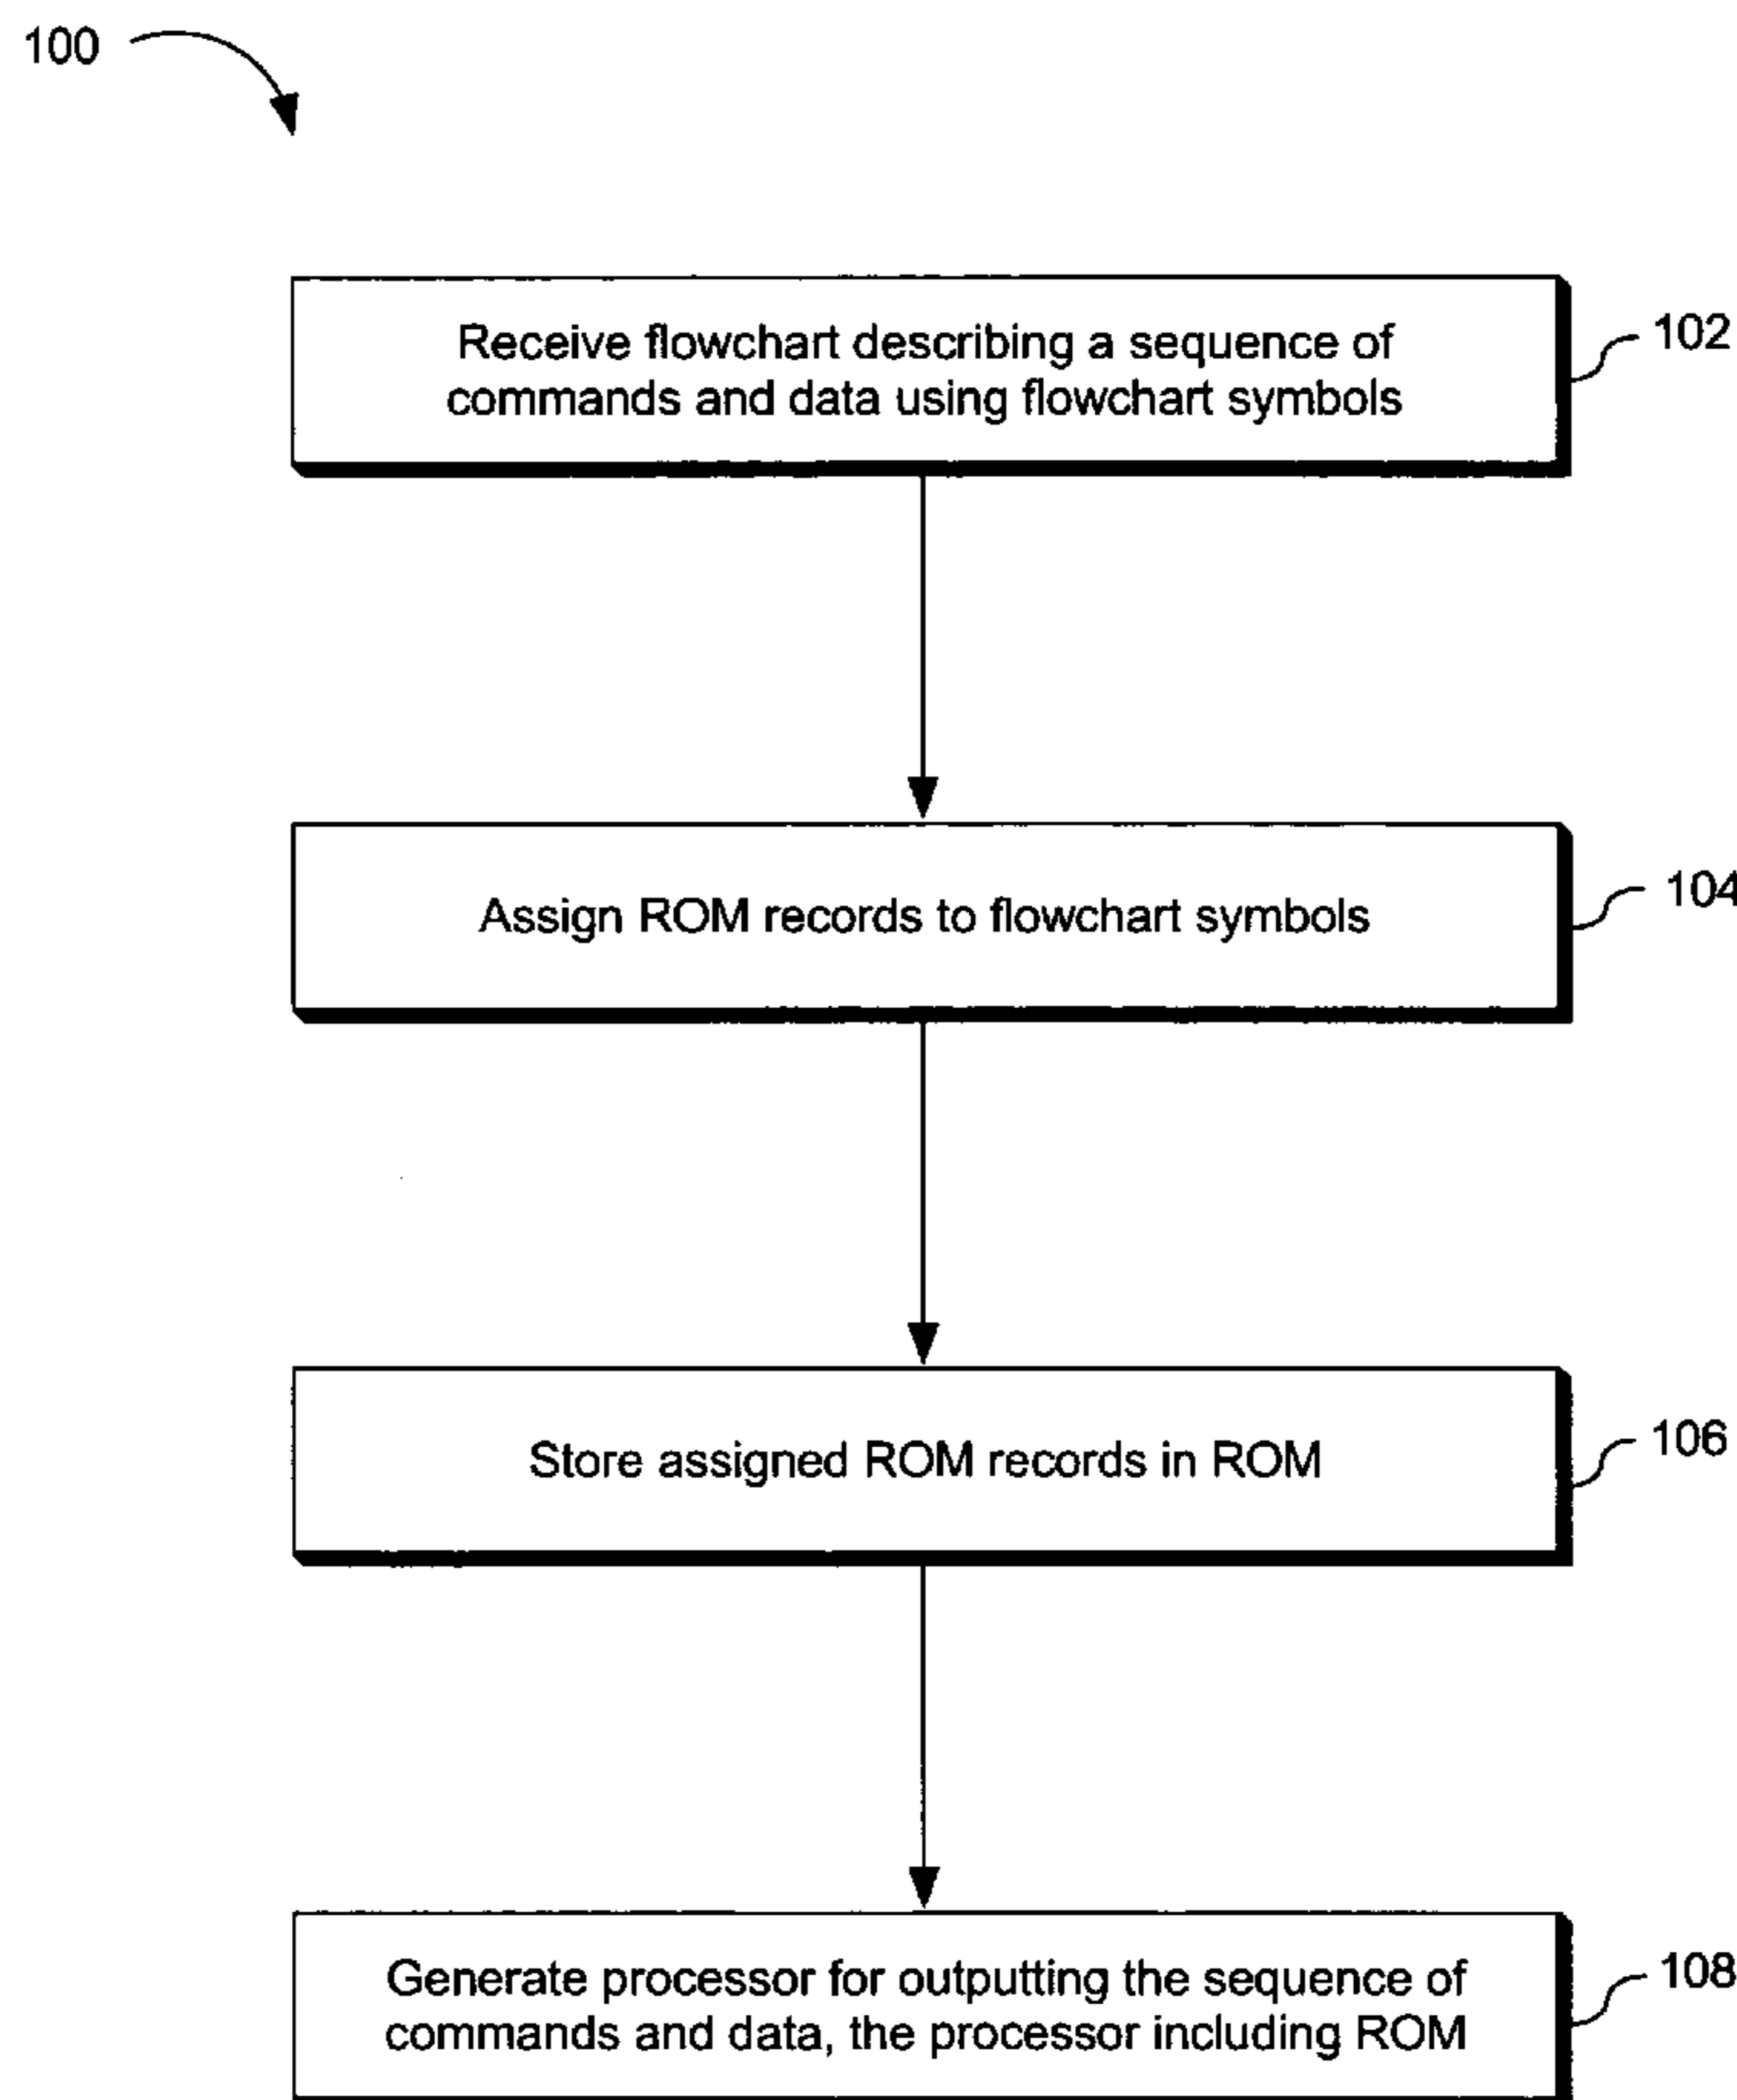 100
Receive flowchart describing a sequence of
commands and data using flowchart symbols
102
Assign ROM records to flowchart symbols
104
Store assigned ROM records in ROM
106
Generate processor for outputting the sequence of
commands and data, the processor including ROM
108